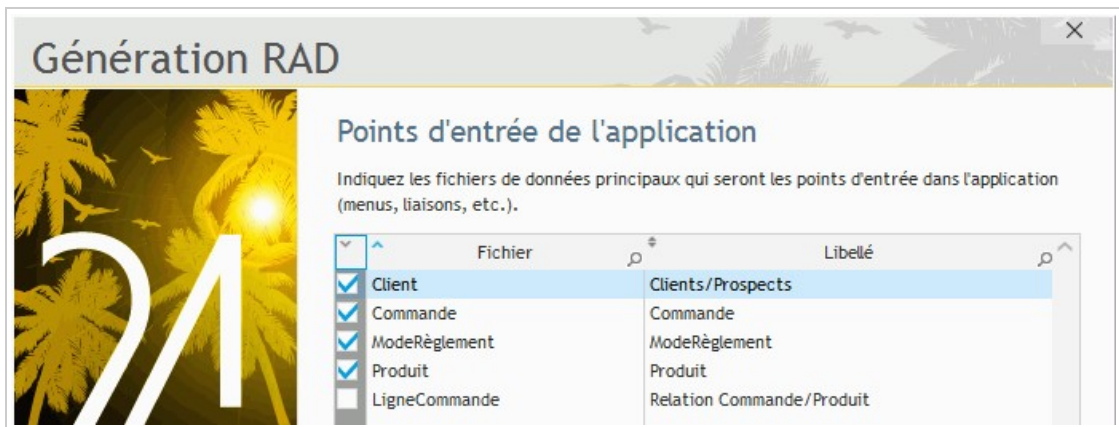 Génération RAD
Points d'entrée de l'application
Indiquez les fichiers de données principaux qui seront les points d'entrée dans l'application
(menus, liaisons, etc.).
Fichier Libellé
Client Clients/Prospects
Commande Commande
ModeRèglement ModeRèglement
Produit Produit
LigneCommande Relation Commande/Produit
24